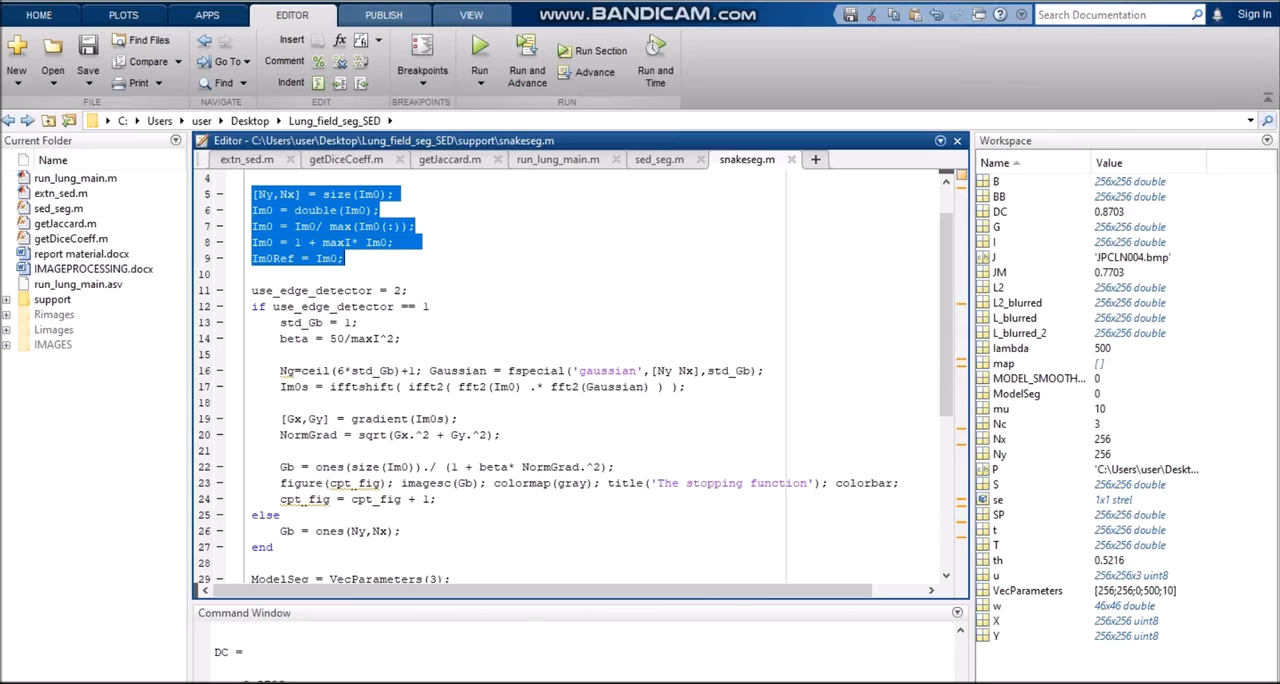 HOME PLOTS APPS EDITOR PUBLISH VIEW www.BANDICAM.com Search Documentation Sign In
New Open Save Find Files Compare Print
Go To Find
Insert fx Comment Indent
Breakpoints
Run Run and Advance Run Section Advance Run and Time
FILE NAVIGATE EDIT BREAKPOINTS RUN
C: Users user Desktop Lung_field_seg_SED
Current Folder
Name
run_lung_main.m
extn_sed.m
sed_seg.m
getJaccard.m
getDiceCoeff.m
report material.docx
IMAGEPROCESSING.docx
run_lung_main.asv
support
Rimages
Limages
IMAGES
Editor - C:\Users\user\Desktop\Lung_field_seg_SED\support\snakeseg.m
extn_sed.m getDiceCoeff.m getJaccard.m run_lung_main.m sed_seg.m snakeseg.m
4
5 [Ny,Nx] = size(Im0);
6 Im0 = double(Im0);
7 Im0 = Im0/ max(Im0(:));
8 Im0 = 1 + maxI* Im0;
9 Im0Ref = Im0;
10
11 use_edge_detector = 2;
12 if use_edge_detector == 1
13 std_Gb = 1;
14 beta = 50/maxI^2;
15
16 Ng=ceil(6*std_Gb)+1; Gaussian = fspecial('gaussian',[Ny Nx],std_Gb);
17 Im0s = ifftshift( ifft2( fft2(Im0) .* fft2(Gaussian) ) );
18
19 [Gx,Gy] = gradient(Im0s);
20 NormGrad = sqrt(Gx.^2 + Gy.^2);
21
22 Gb = ones(size(Im0))./ (1 + beta* NormGrad.^2);
23 figure(cpt_fig); imagesc(Gb); colormap(gray); title('The stopping function'); colorbar;
24 cpt_fig = cpt_fig + 1;
25 else
26 Gb = ones(Ny,Nx);
27 end
28
29 ModelSeg = VecParameters(3);
Command Window
DC =
Workspace
Name Value
B 256x256 double
BB 256x256 double
DC 0.8703
G 256x256 double
I 256x256 double
J 'JPCLN004.bmp'
JM 0.7703
L2 256x256 double
L2_blurred 256x256 double
L_blurred 256x256 double
L_blurred_2 256x256 double
lambda 500
map []
MODEL_SMOOTH... 0
ModelSeg 0
mu 10
Nc 3
Nx 256
Ny 256
P 'C:\Users\user\Deskt...
S 256x256 double
se 1x1 strel
SP 256x256 double
t 256x256 double
T 256x256 double
th 0.5216
u 256x256x3 uint8
VecParameters [256;256;0;500;10]
w 46x46 double
X 256x256 uint8
Y 256x256 uint8